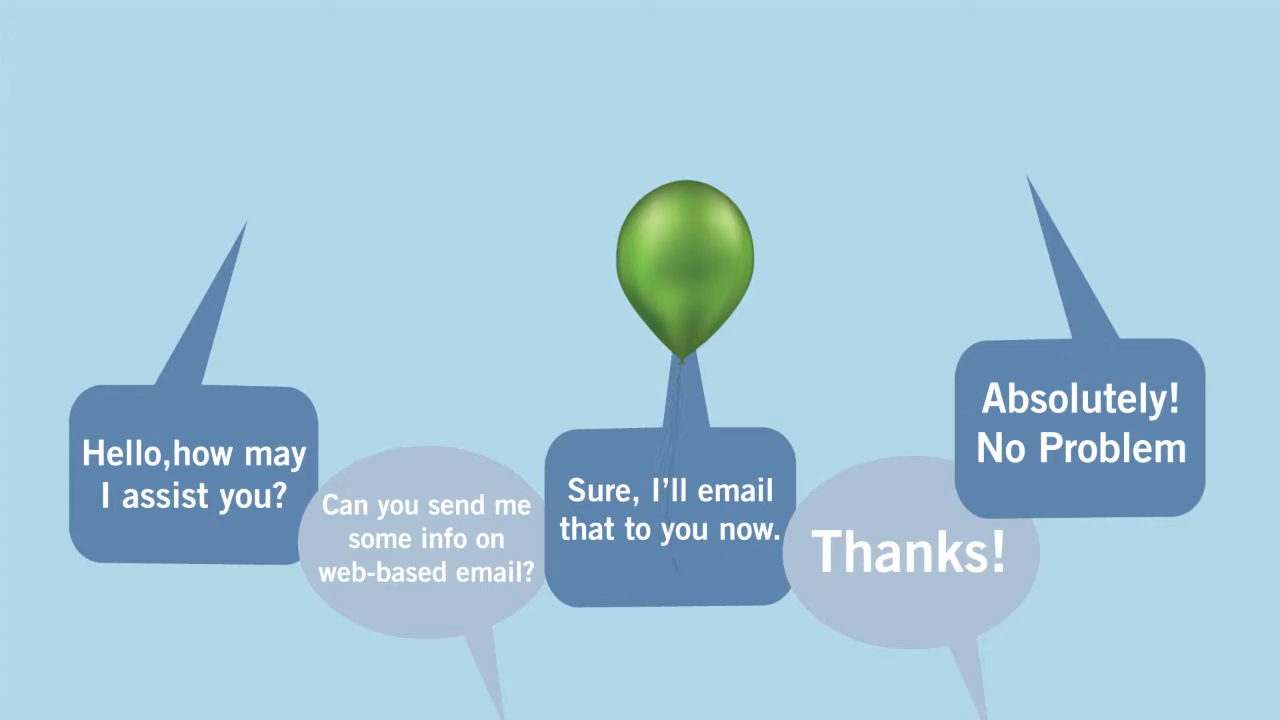 Hello,how may
I assist you?
Can you send me
some info on
web-based email?
Sure, I'll email
that to you now.
Thanks!
Absolutely!
No Problem